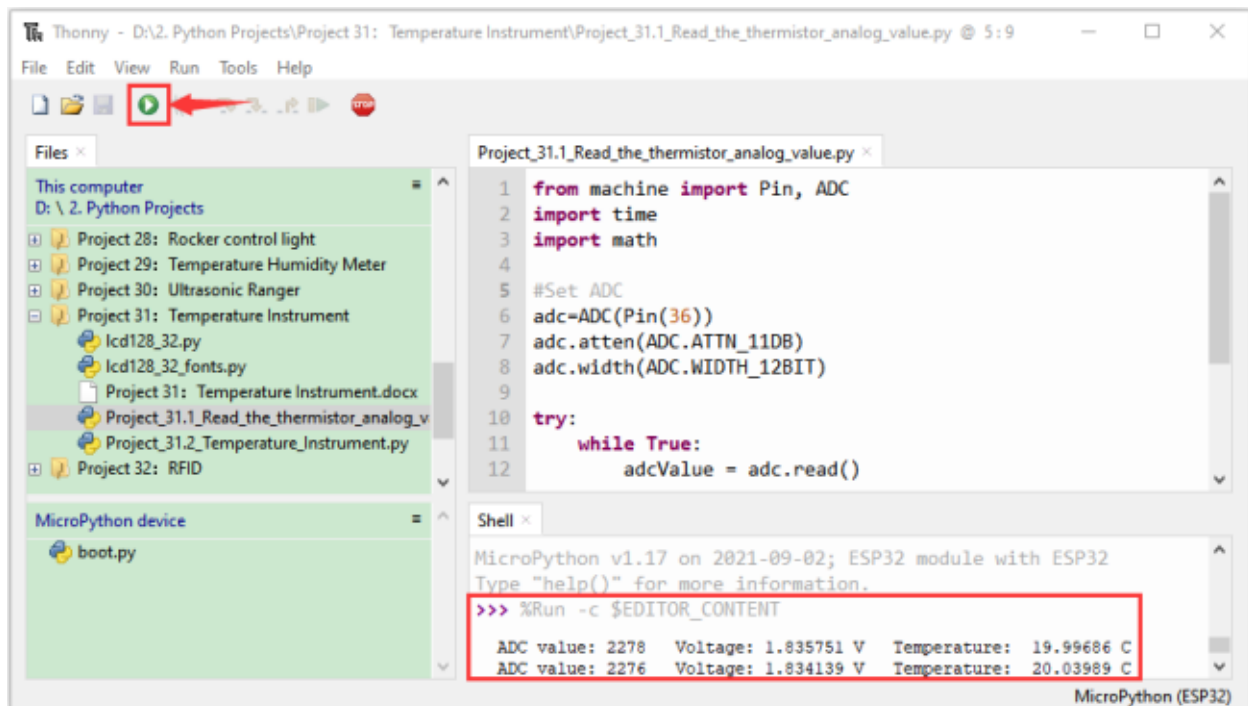 Thonny - D:\2. Python Projects\Project 31: Temperature Instrument\Project_31.1_Read_the_thermistor_analog_value.py @ 5:9
File Edit View Run Tools Help
STOP
Files ×
This computer
D: \ 2. Python Projects
Project 28: Rocker control light
Project 29: Temperature Humidity Meter
Project 30: Ultrasonic Ranger
Project 31: Temperature Instrument
lcd128_32.py
lcd128_32_fonts.py
Project 31: Temperature Instrument.docx
Project_31.1_Read_the_thermistor_analog_v
Project_31.2_Temperature_Instrument.py
Project 32: RFID
MicroPython device
boot.py
Project_31.1_Read_the_thermistor_analog_value.py ×
1 from machine import Pin, ADC
2 import time
3 import math
4
5 #Set ADC
6 adc=ADC(Pin(36))
7 adc.atten(ADC.ATTN_11DB)
8 adc.width(ADC.WIDTH_12BIT)
9
10 try:
11 while True:
12 adcValue = adc.read()
Shell ×
MicroPython v1.17 on 2021-09-02; ESP32 module with ESP32
Type "help()" for more information.
>>> %Run -c $EDITOR_CONTENT
ADC value: 2278 Voltage: 1.835751 V Temperature: 19.99686 C
ADC value: 2276 Voltage: 1.834139 V Temperature: 20.03989 C
MicroPython (ESP32)